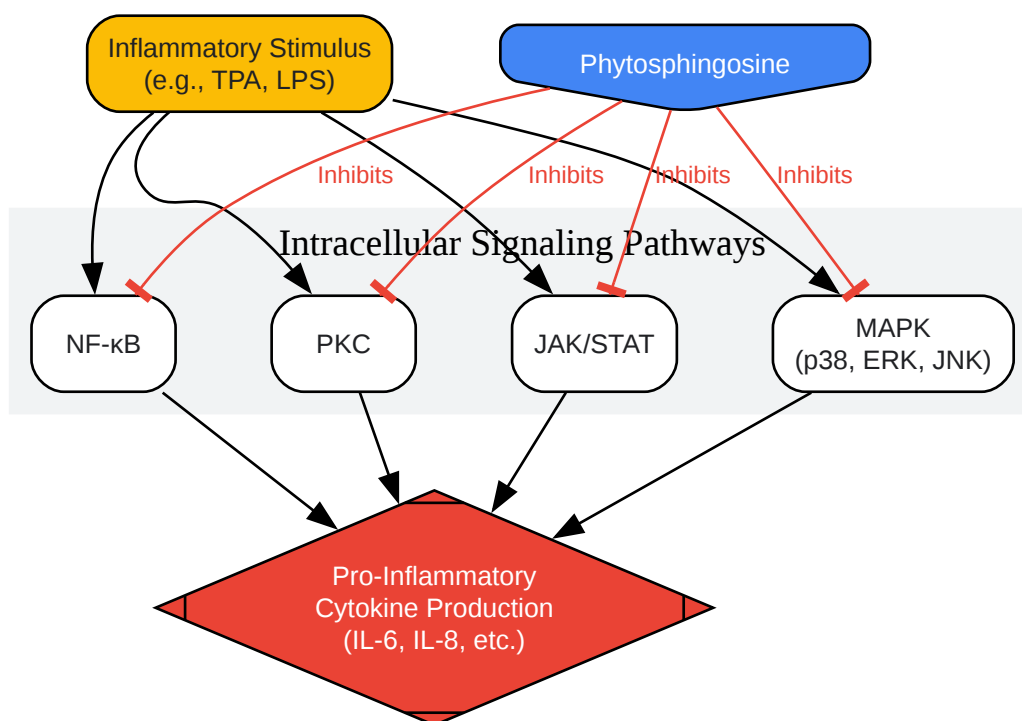 Inflammatory Stimulus
(e.g., TPA, LPS)
Phytosphingosine
Inhibits
Inhibits
Inhibits
Inhibits
Intracellular Signaling Pathways
NF-κB
PKC
JAK/STAT
MAPK
(p38, ERK, JNK)
Pro-Inflammatory
Cytokine Production
(IL-6, IL-8, etc.)